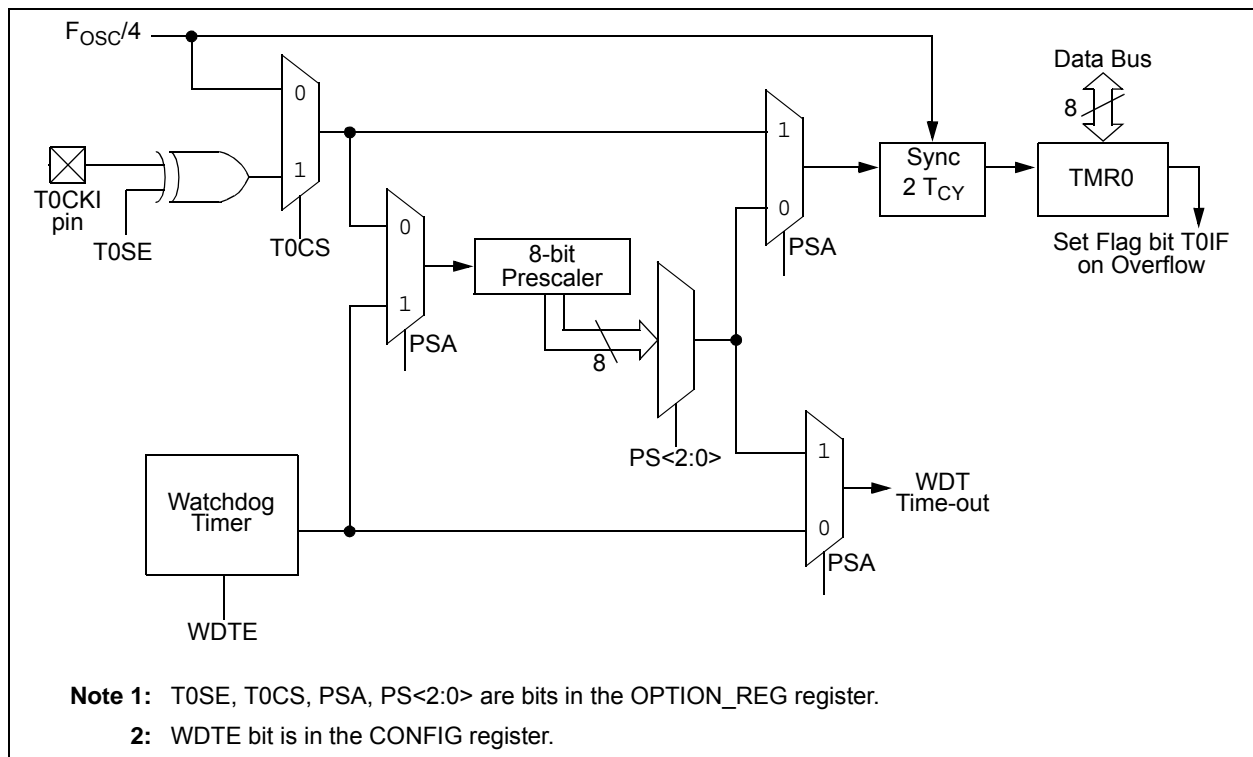 FOSC/4
Data Bus
8
0
1
T0CKI
pin
T0SE
T0CS
1
0
PSA
Sync
2 TCY
TMR0
Set Flag bit T0IF
on Overflow
0
1
PSA
8-bit
Prescaler
8
PS<2:0>
1
0
PSA
WDT
Time-out
Watchdog
Timer
WDTE
Note 1: T0SE, T0CS, PSA, PS<2:0> are bits in the OPTION_REG register.
2: WDTE bit is in the CONFIG register.